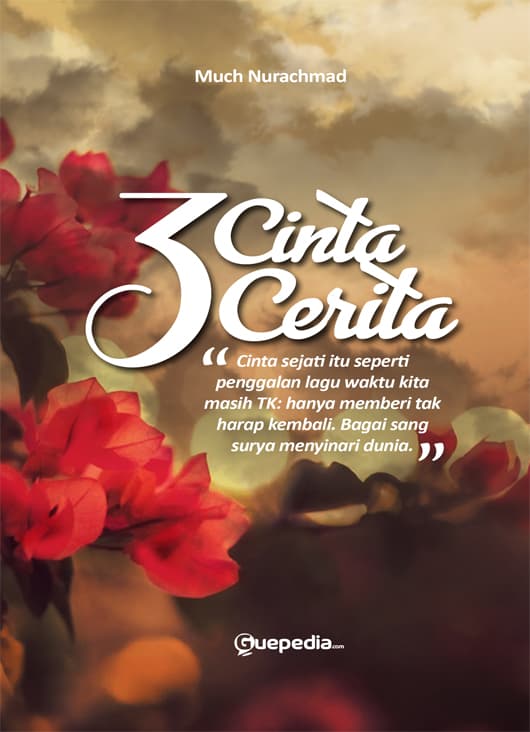 Much Nurachmad
3 Cinta
Cerita
“ Cinta sejati itu seperti
penggalan lagu waktu kita
masih TK: hanya memberi tak
harap kembali. Bagai sang
surya menyinari dunia. ”
Guepedia.com